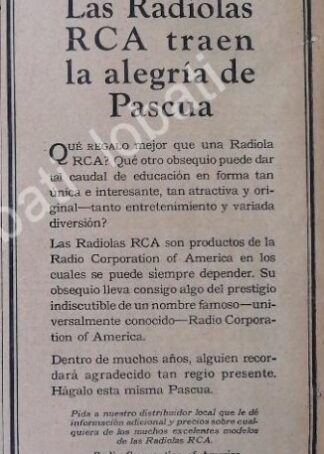 Las Radiolas
RCA traen
la alegría de
Pascua
QUÉ REGALO mejor que una Radiola
RCA? Qué otro obsequio puede dar
tal caudal de educación en forma tan
única e interesante, tan atractiva y ori-
ginal—tanto entretenimiento y variada
diversión?
Las Radiolas RCA son productos de la
Radio Corporation of America en los
cuales se puede siempre depender. Su
obsequio lleva consigo algo del prestigio
indiscutible de un nombre famoso—uni-
versalmente conocido—Radio Corpora-
tion of America.
Dentro de muchos años, alguien recor-
dará agradecido tan regio presente.
Hágalo esta misma Pascua.
Pida a nuestro distribuidor local que le dé
información adicional y precios sobre cual-
quiera de los muchos excelentes modelos
de las Radiolas RCA.
Radio Corporation of America